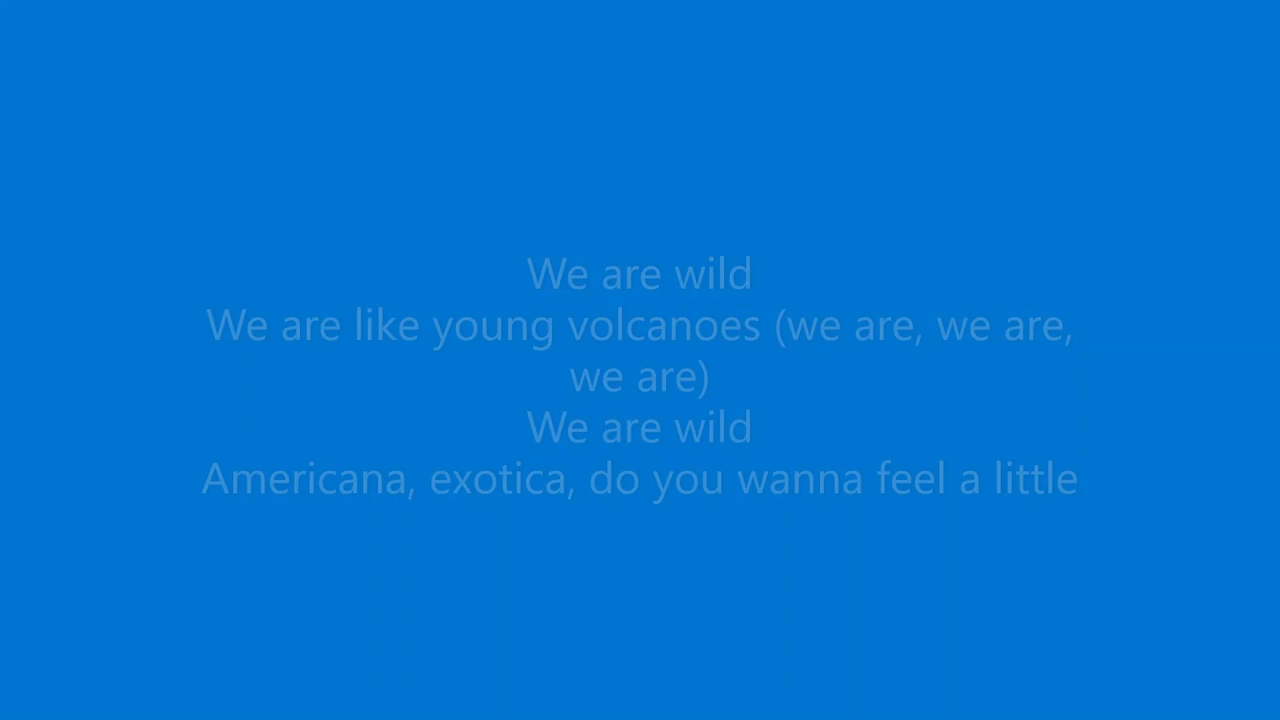 We are wild
We are like young volcanoes (we are, we are,
we are)
We are wild
Americana, exotica, do you wanna feel a little